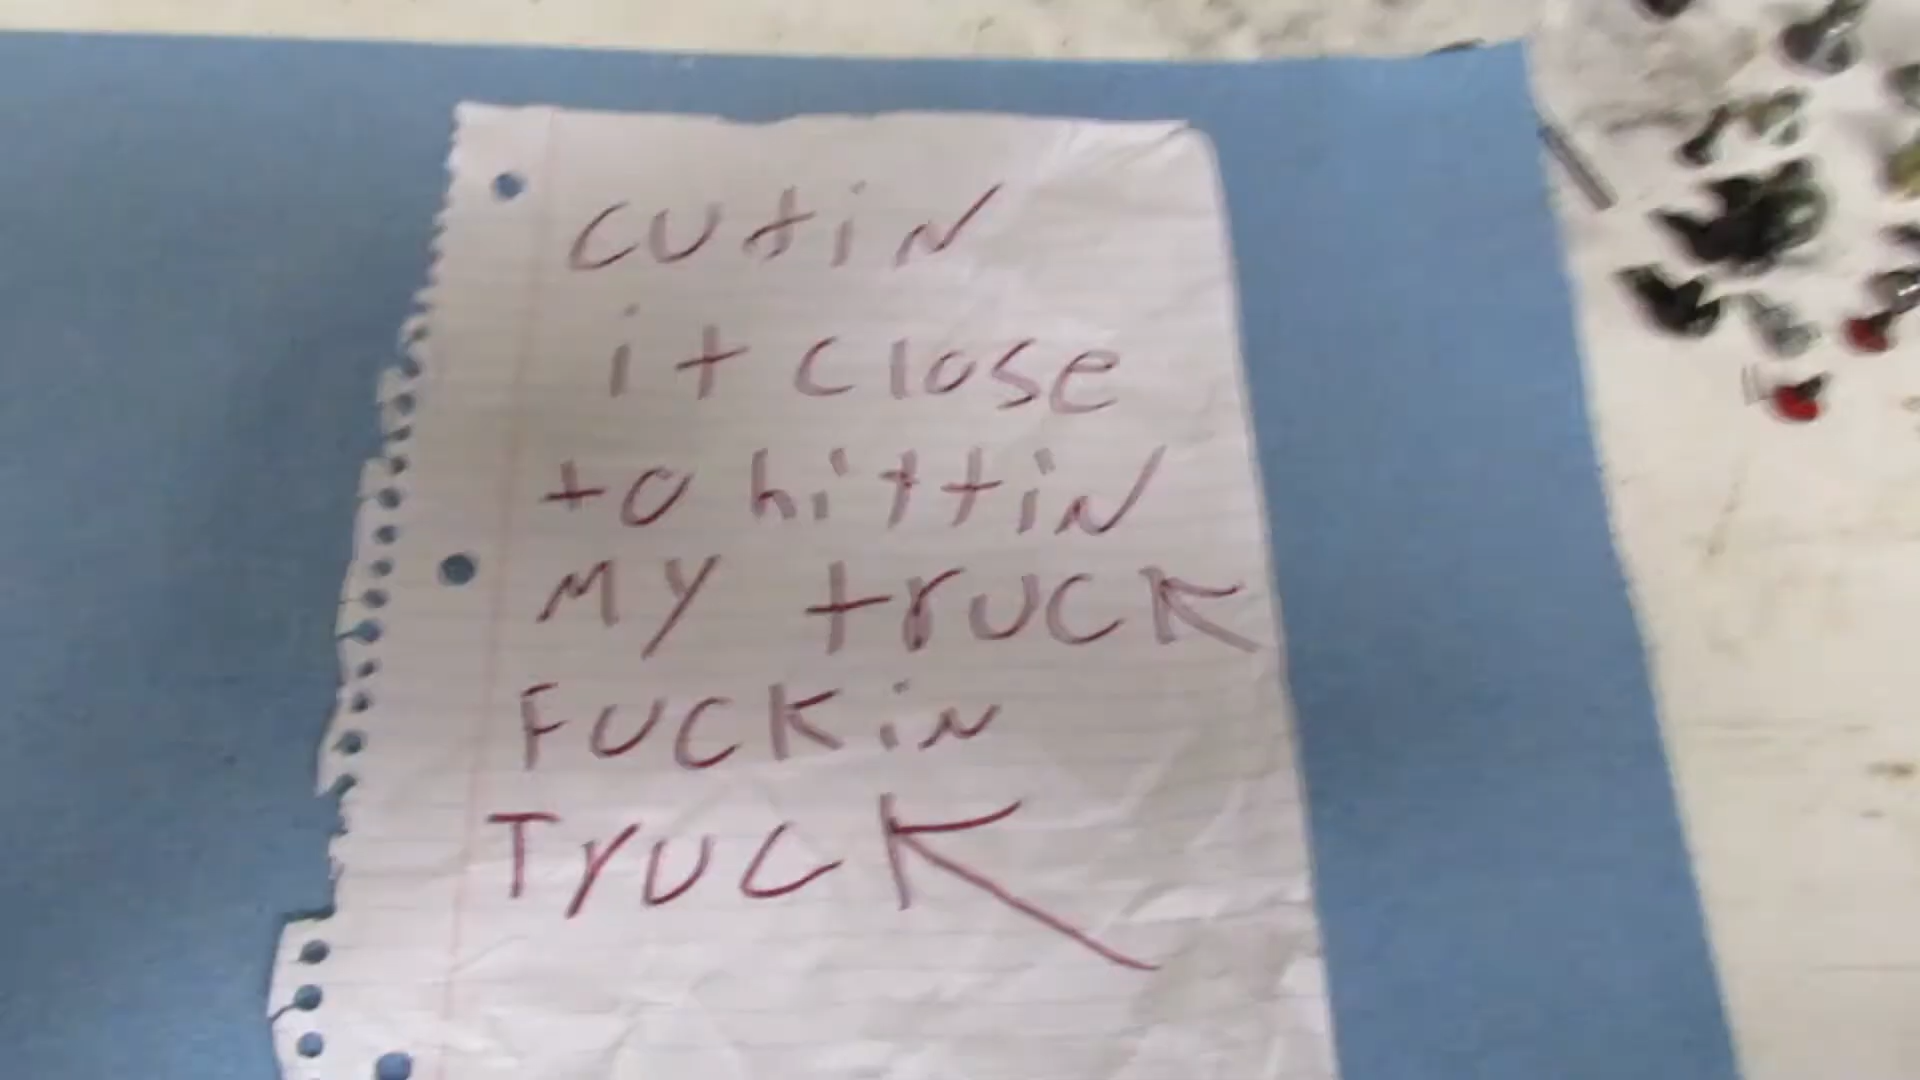 cutin
it close
to hittin
my truck
Fuckin
Truck